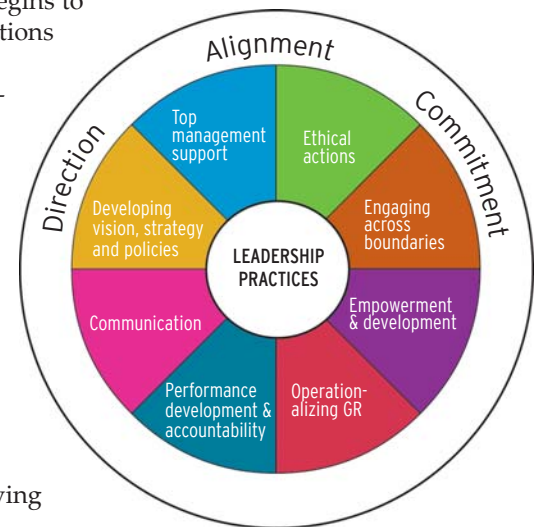 egins to
tions
-
Direction
Alignment
Commitment
Top
management
support
Ethical
actions
Developing
vision, strategy
and policies
Engaging
across
boundaries
LEADERSHIP
PRACTICES
Communication
Empowerment
& development
Performance
development &
accountability
Operation-
alizing GR
ving